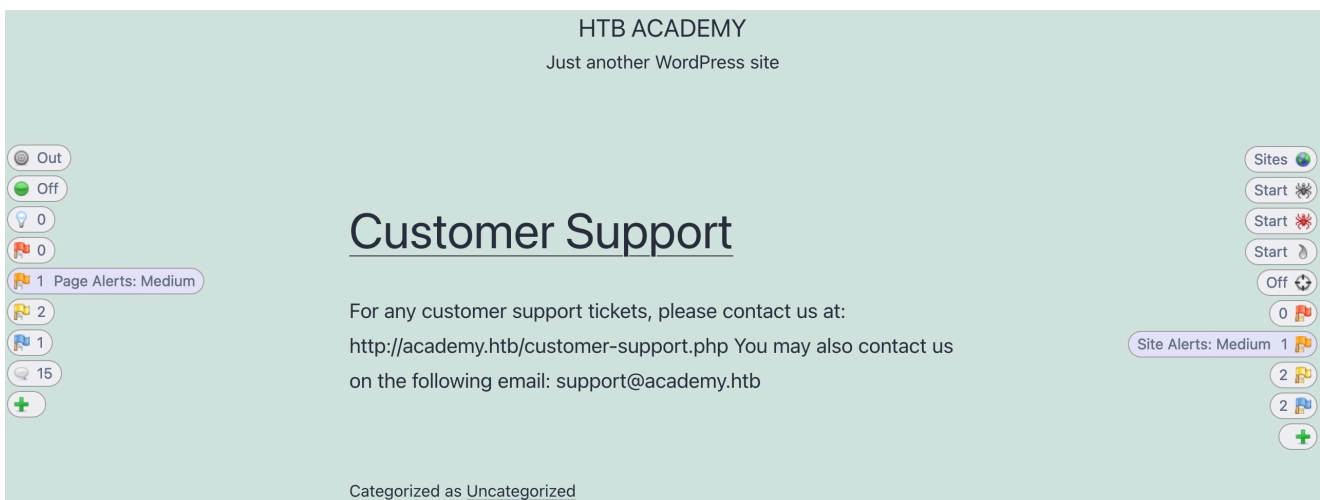 HTB ACADEMY
Just another WordPress site
Out
Off
0
0
1 Page Alerts: Medium
2
1
15
Customer Support
For any customer support tickets, please contact us at:
http://academy.htb/customer-support.php You may also contact us
on the following email: support@academy.htb
Categorized as Uncategorized
Sites
Start
Start
Start
Off
0
Site Alerts: Medium 1
2
2